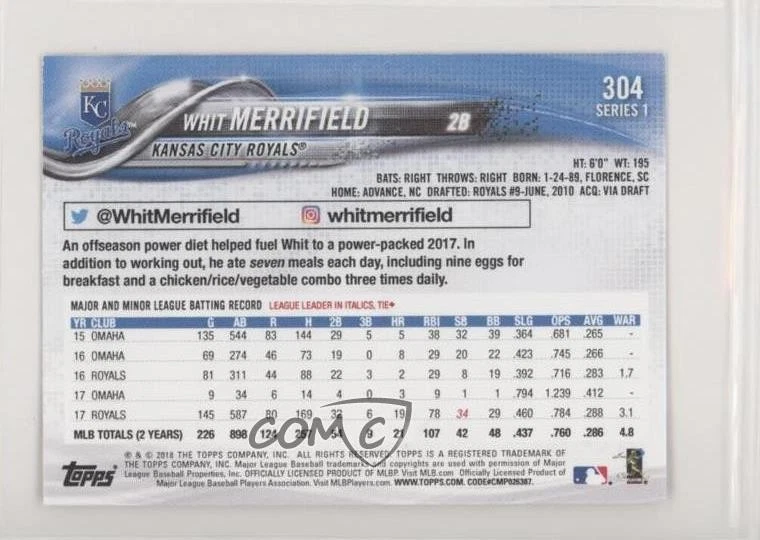 304
SERIES 1
KC
Royals™
WHIT MERRIFIELD 2B
KANSAS CITY ROYALS®
HT: 6'0" WT: 195
BATS: RIGHT THROWS: RIGHT BORN: 1-24-89, FLORENCE, SC
HOME: ADVANCE, NC DRAFTED: ROYALS #9-JUNE, 2010 ACQ: VIA DRAFT
@WhitMerrifield whitmerrifield
An offseason power diet helped fuel Whit to a power-packed 2017. In
addition to working out, he ate seven meals each day, including nine eggs for
breakfast and a chicken/rice/vegetable combo three times daily.
MAJOR AND MINOR LEAGUE BATTING RECORD LEAGUE LEADER IN ITALICS, TIE♦
YR CLUB G AB R H 2B 3B HR RBI SB BB SLG OPS AVG WAR
15 OMAHA 135 544 83 144 29 5 5 38 32 39 .364 .681 .265 -
16 OMAHA 69 274 46 73 19 0 8 29 20 22 .423 .745 .266 -
16 ROYALS 81 311 44 88 22 3 2 29 8 19 .392 .716 .283 1.7
17 OMAHA 9 34 6 14 4 0 3 9 1 1 .794 1.239 .412 -
17 ROYALS 145 587 80 169 32 6 19 78 34 29 .460 .784 .288 3.1
MLB TOTALS (2 YEARS) 226 898 124 257 54 9 21 107 42 48 .437 .760 .286 4.8
COMC
Topps®
® & © 2018 THE TOPPS COMPANY, INC. ALL RIGHTS RESERVED. TOPPS IS A REGISTERED TRADEMARK OF
THE TOPPS COMPANY, INC. Major League Baseball trademarks and copyrights are used with permission of Major
League Baseball Properties, Inc. OFFICIALLY LICENSED PRODUCT OF MLBP. Visit MLB.com Officially Licensed Product of
Major League Baseball Players Association. Visit MLBPlayers.com. WWW.TOPPS.COM. CODE#CMP026387.